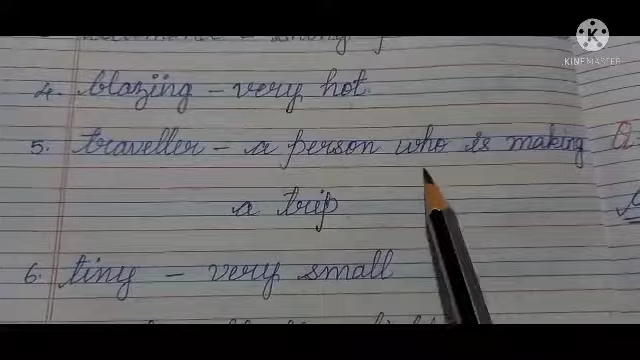 KINEMASTER
4. blazing - very hot
5. traveller - a person who is making
a trip
6. tiny - very small